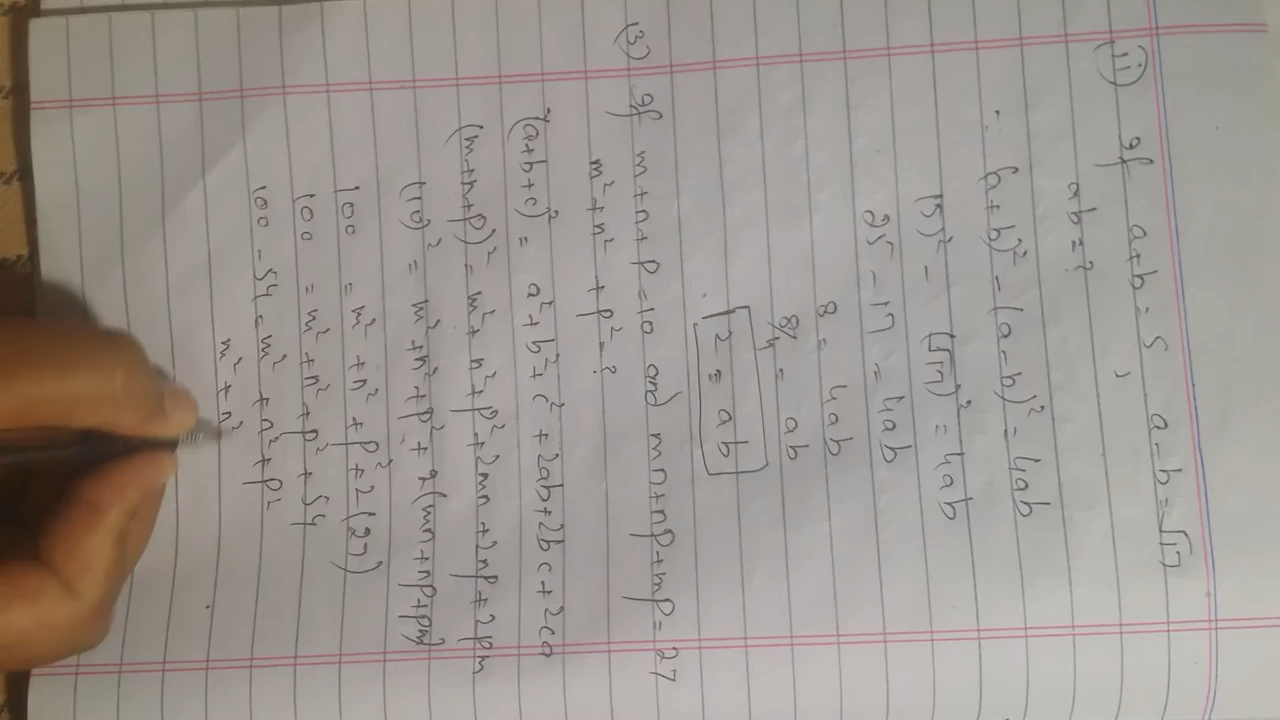 (ii) If a+b=5, a-b=√17
ab=?
∴ (a+b)² - (a-b)² = 4ab
(5)² - (√17)² = 4ab
25 - 17 = 4ab
8 = 4ab
8/4 = ab
2 = ab
(3) If m+n+p=10 and mn+np+mp=27
m²+n²+p²=?
(a+b+c)² = a²+b²+c²+2ab+2bc+2ca
(m+n+p)² = m²+n²+p²+2mn+2np+2pm
(10)² = m²+n²+p²+2(mn+np+pm)
100 = m²+n²+p²+2(27)
100 = m²+n²+p²+54
100-54=m²+n²+p²
m²+n²